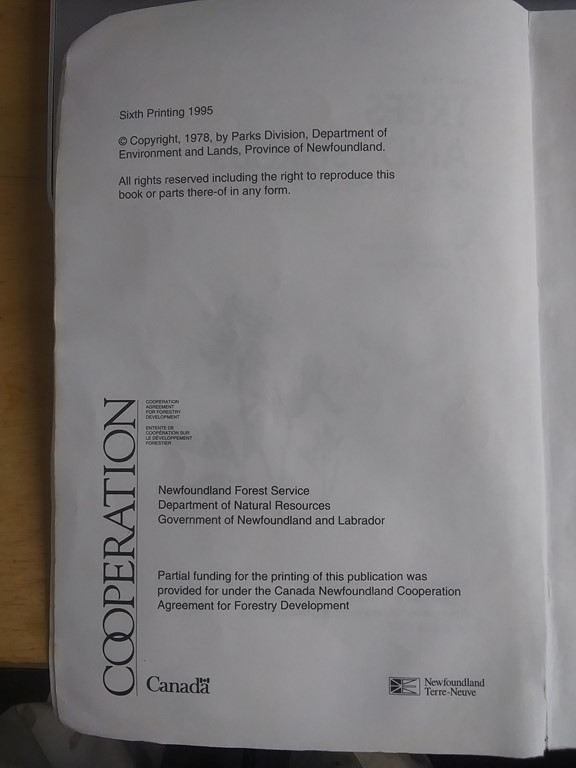 Sixth Printing 1995
© Copyright, 1978, by Parks Division, Department of
Environment and Lands, Province of Newfoundland.
All rights reserved including the right to reproduce this
book or parts there-of in any form.
COOPERATION
COOPERATION
AGREEMENT
FOR FORESTRY
DEVELOPMENT
ENTENTE DE
COOPÉRATION SUR
LE DÉVELOPPEMENT
FORESTIER
Newfoundland Forest Service
Department of Natural Resources
Government of Newfoundland and Labrador
Partial funding for the printing of this publication was
provided for under the Canada Newfoundland Cooperation
Agreement for Forestry Development
Canada
Newfoundland
Terre-Neuve